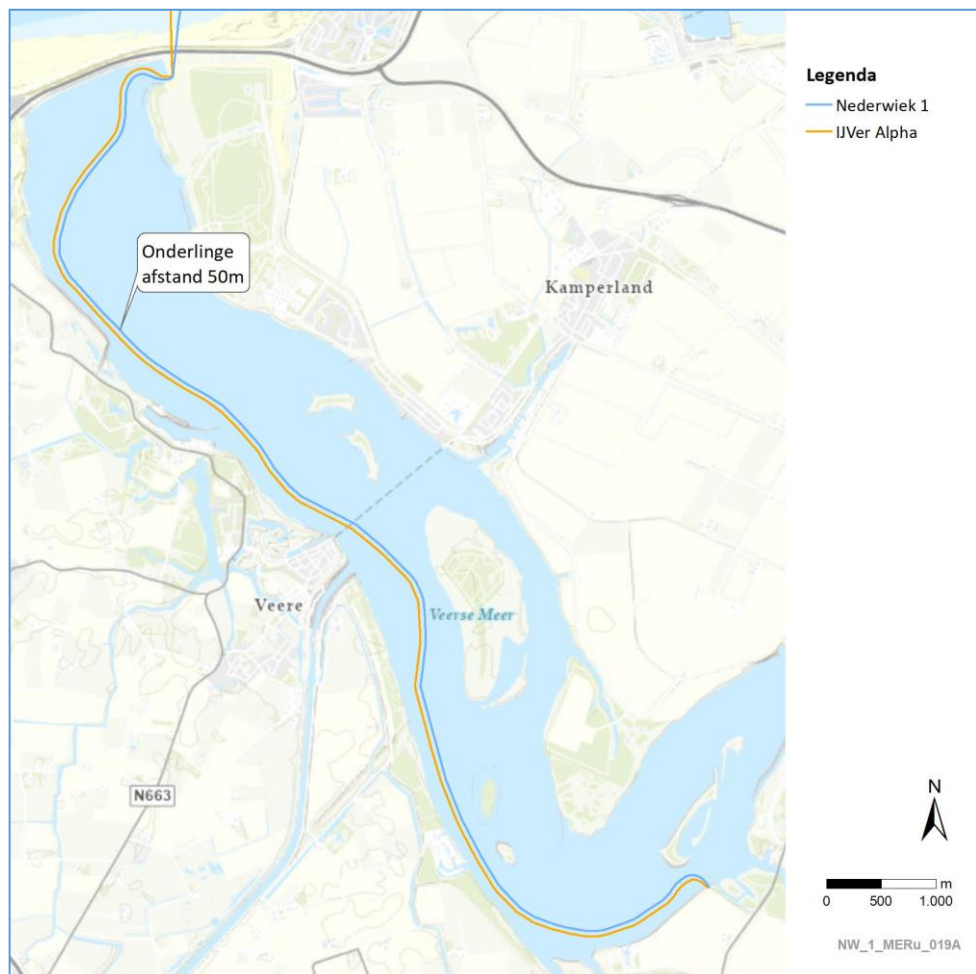 Legenda
Nederwiek 1
IJVer Alpha
Onderlinge
afstand 50m
Kamperland
Veere
Veerse Meer
N663
N
m
0 500 1.000
NW_1_MERu_019A